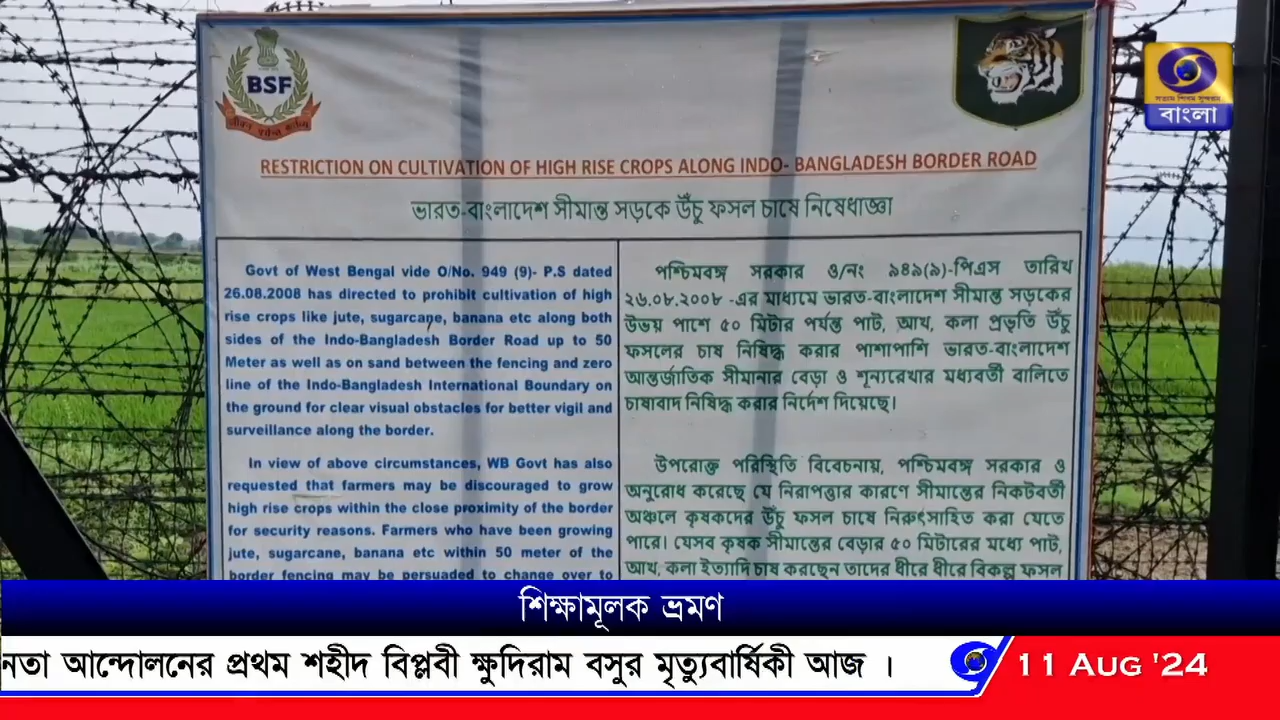 BSF
সত্যম শিবম সুন্দরম
বাংলা
RESTRICTION ON CULTIVATION OF HIGH RISE CROPS ALONG INDO- BANGLADESH BORDER ROAD
ভারত-বাংলাদেশ সীমান্ত সড়কে উঁচু ফসল চাষে নিষেধাজ্ঞা
Govt of West Bengal vide O/No. 949 (9)- P.S dated
26.08.2008 has directed to prohibit cultivation of high
rise crops like jute, sugarcane, banana etc along both
sides of the Indo-Bangladesh Border Road up to 50
Meter as well as on sand between the fencing and zero
line of the Indo-Bangladesh International Boundary on
the ground for clear visual obstacles for better vigil and
surveillance along the border.
In view of above circumstances, WB Govt has also
requested that farmers may be discouraged to grow
high rise crops within the close proximity of the border
for security reasons. Farmers who have been growing
jute, sugarcane, banana etc within 50 meter of the
border fencing may be persuaded to change over to
পশ্চিমবঙ্গ সরকার ও/নং ৯৪৯(৯)-পিএস তারিখ
২৬.০৮.২০০৮ -এর মাধ্যমে ভারত-বাংলাদেশ সীমান্ত সড়কের
উভয় পাশে ৫০ মিটার পর্যন্ত পাট, আখ, কলা প্রভৃতি উঁচু
ফসলের চাষ নিষিদ্ধ করার পাশাপাশি ভারত-বাংলাদেশ
আন্তর্জাতিক সীমানার বেড়া ও শূন্যরেখার মধ্যবর্তী বালিতে
চাষাবাদ নিষিদ্ধ করার নির্দেশ দিয়েছে।
উপরোক্ত পরিস্থিতি বিবেচনায়, পশ্চিমবঙ্গ সরকার ও
অনুরোধ করেছে যে নিরাপত্তার কারণে সীমান্তের নিকটবর্তী
অঞ্চলে কৃষকদের উঁচু ফসল চাষে নিরুৎসাহিত করা যেতে
পারে। যেসব কৃষক সীমান্তের বেড়ার ৫০ মিটারের মধ্যে পাট,
আখ, কলা ইত্যাদি চাষ করছেন তাদের ধীরে ধীরে বিকল্প ফসল
শিক্ষামূলক ভ্রমণ
নতা আন্দোলনের প্রথম শহীদ বিপ্লবী ক্ষুদিরাম বসুর মৃত্যুবার্ষিকী আজ ।
11 Aug '24